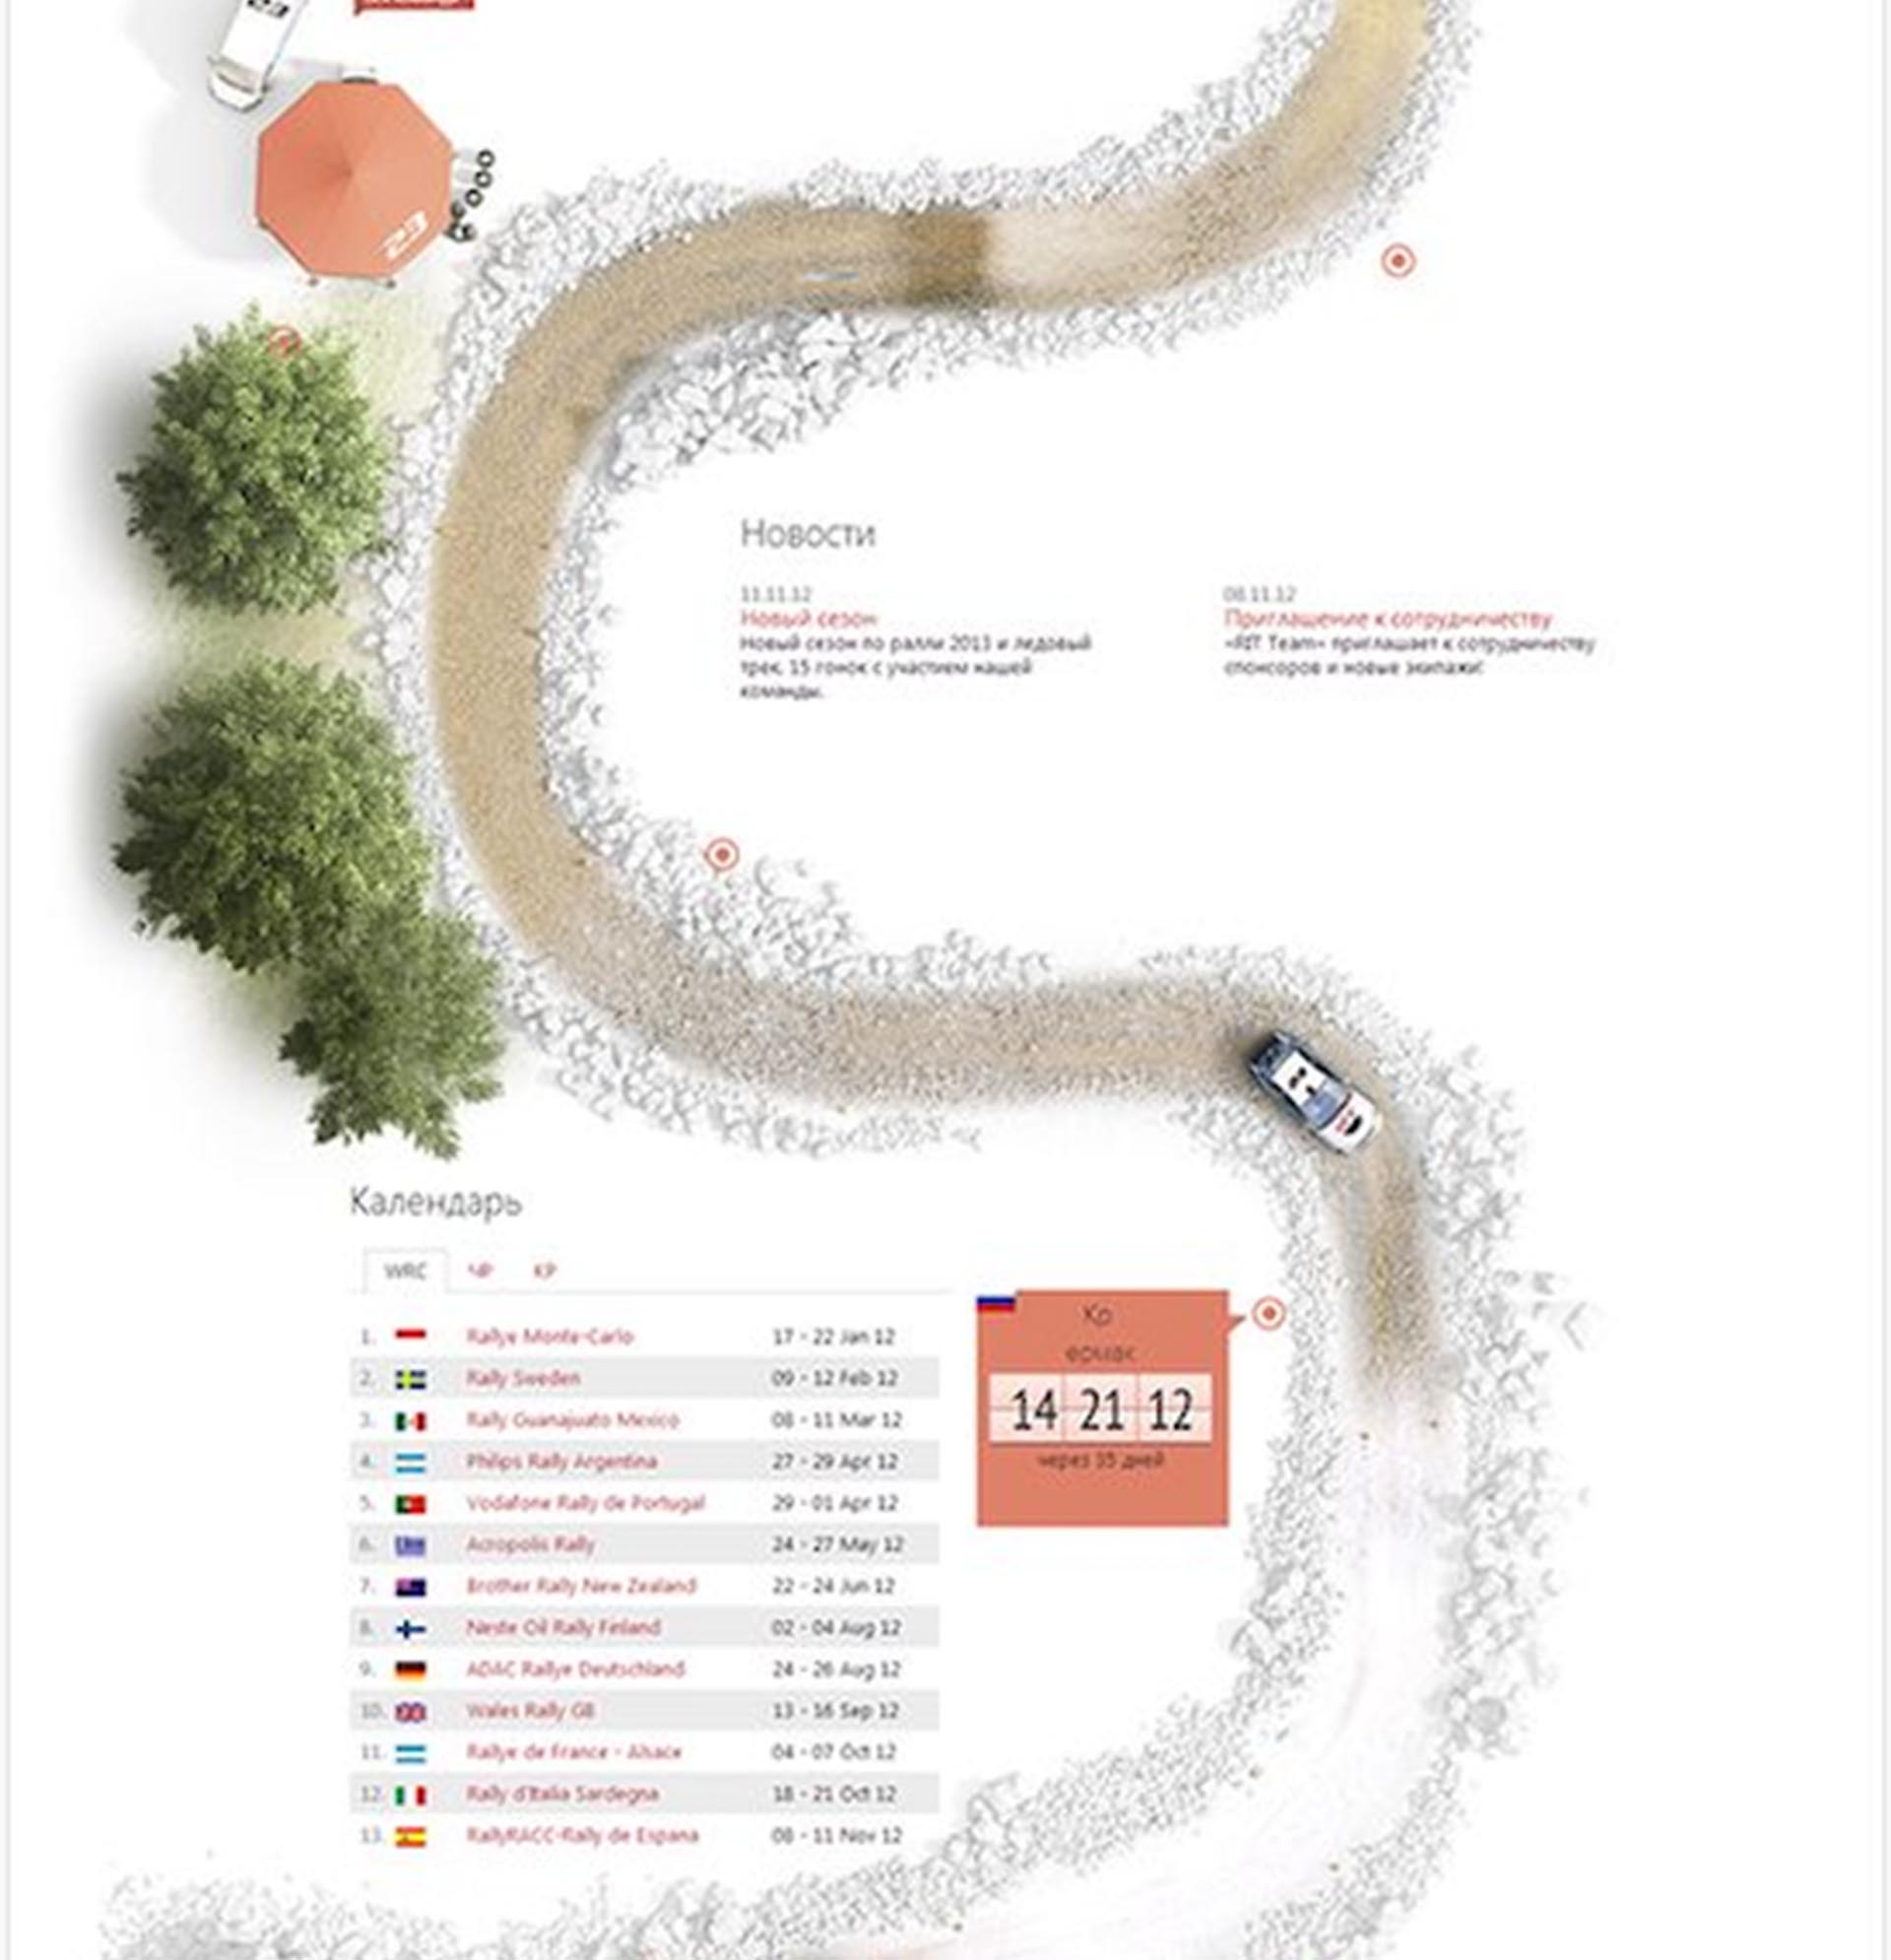 23
23
Новости
11.11.12
Новый сезон
Новый сезон по ралли 2013 и ледовый
трек. 15 гонок с участием нашей
команды.
08.11.12
Приглашение к сотрудничеству
Team» приглашает к сотрудничеству
спонсоров и новые экипажи!
Календарь
WRC ЧР КР
1. Rallye Monte-Carlo 17 - 22 Jan 12
2. Rally Sweden 09 - 12 Feb 12
3. Rally Guanajuato Mexico 08 - 11 Mar 12
4. Philips Rally Argentina 27 - 29 Apr 12
5. Vodafone Rally de Portugal 29 - 01 Apr 12
6. Acropolis Rally 24 - 27 May 12
7. Brother Rally New Zealand 22 - 24 Jun 12
8. Neste Oil Rally Finland 02 - 04 Aug 12
9. ADAC Rallye Deutschland 24 - 26 Aug 12
10. Wales Rally GB 13 - 16 Sep 12
11. Rallye de France - Alsace 04 - 07 Oct 12
12. Rally d'Italia Sardegna 18 - 21 Oct 12
13. RallyRACC-Rally de Espana 08 - 11 Nov 12
Кр
ермак
14 21 12
через 35 дней